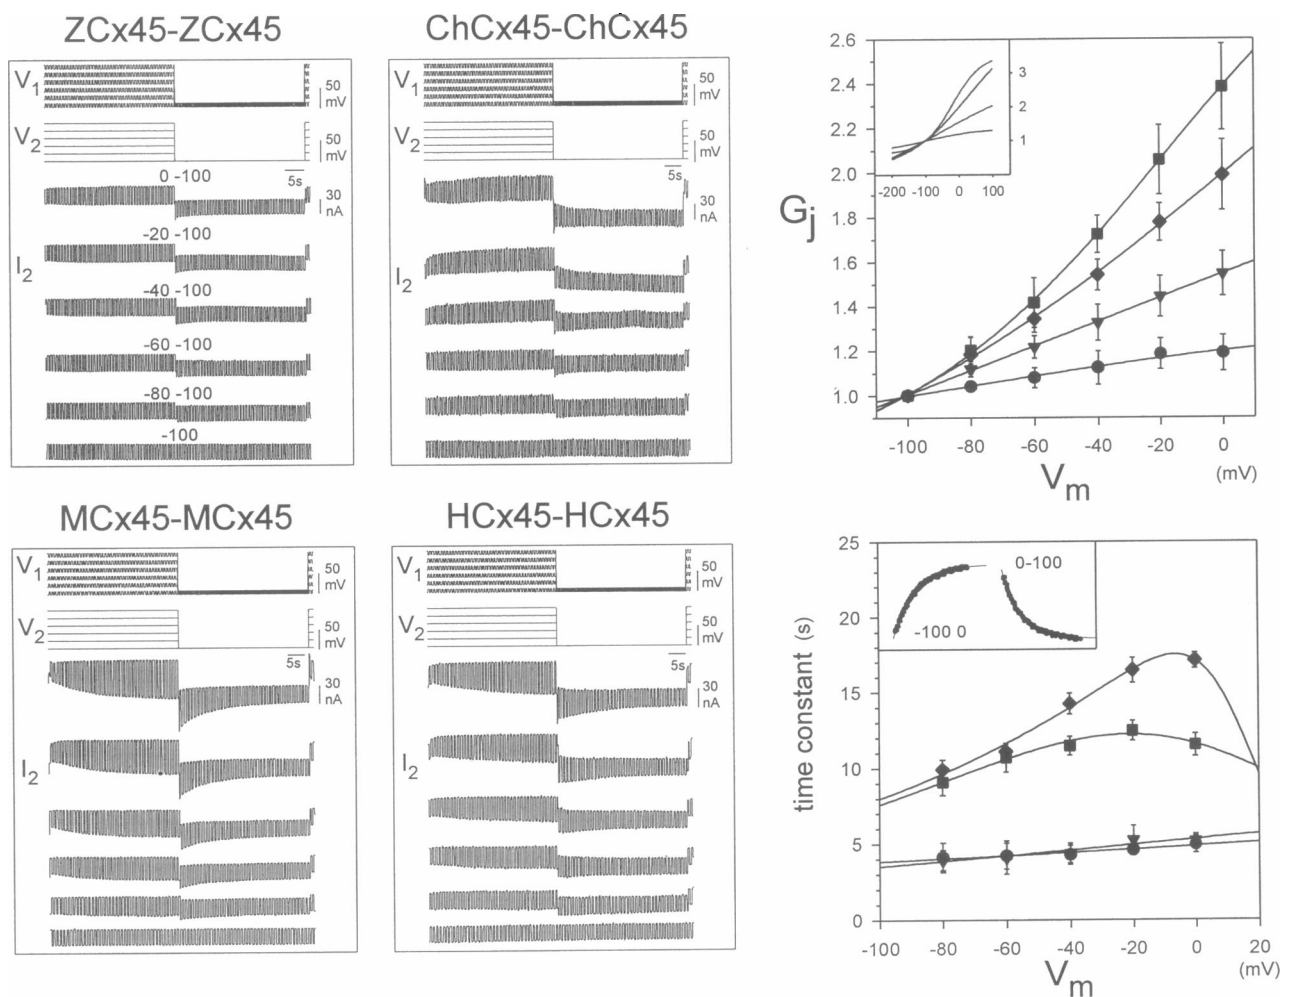 ZCx45-ZCx45
V1
50
mV
V2
50
mV
0 -100
5s
30
nA
-20 -100
I2
-40 -100
-60 -100
-80 -100
-100
ChCx45-ChCx45
V1
50
mV
V2
50
mV
5s
30
nA
I2
MCx45-MCx45
V1
50
mV
V2
50
mV
5s
30
nA
I2
HCx45-HCx45
V1
50
mV
V2
50
mV
5s
30
nA
I2
2.6
2.4
2.2
2.0
1.8
1.6
1.4
1.2
1.0
Gj
3
2
1
-200 -100 0 100
-100 -80 -60 -40 -20 0
Vm
(mV)
25
20
15
10
5
0
time constant (s)
0-100
-100 0
-100 -80 -60 -40 -20 0 20
Vm
(mV)